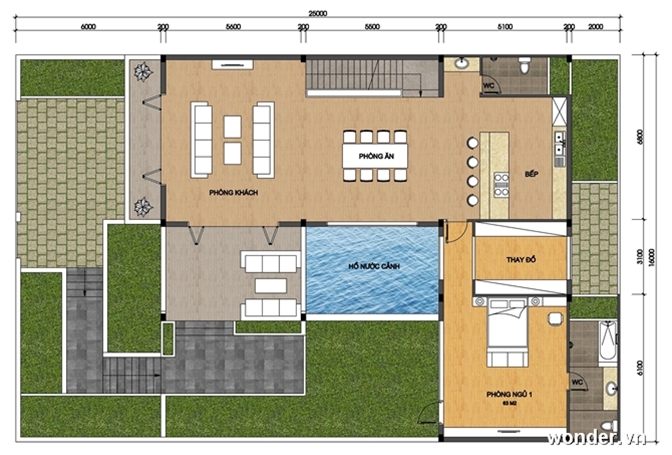 25000
6000 200 5600 200 5500 200 5100 200 2000
WC
6800
PHÒNG ĂN
BẾP
PHÒNG KHÁCH
3100
16000
HỒ NƯỚC CẢNH
THAY ĐỒ
6100
WC
PHÒNG NGỦ 1
63 M2
wonder.vn